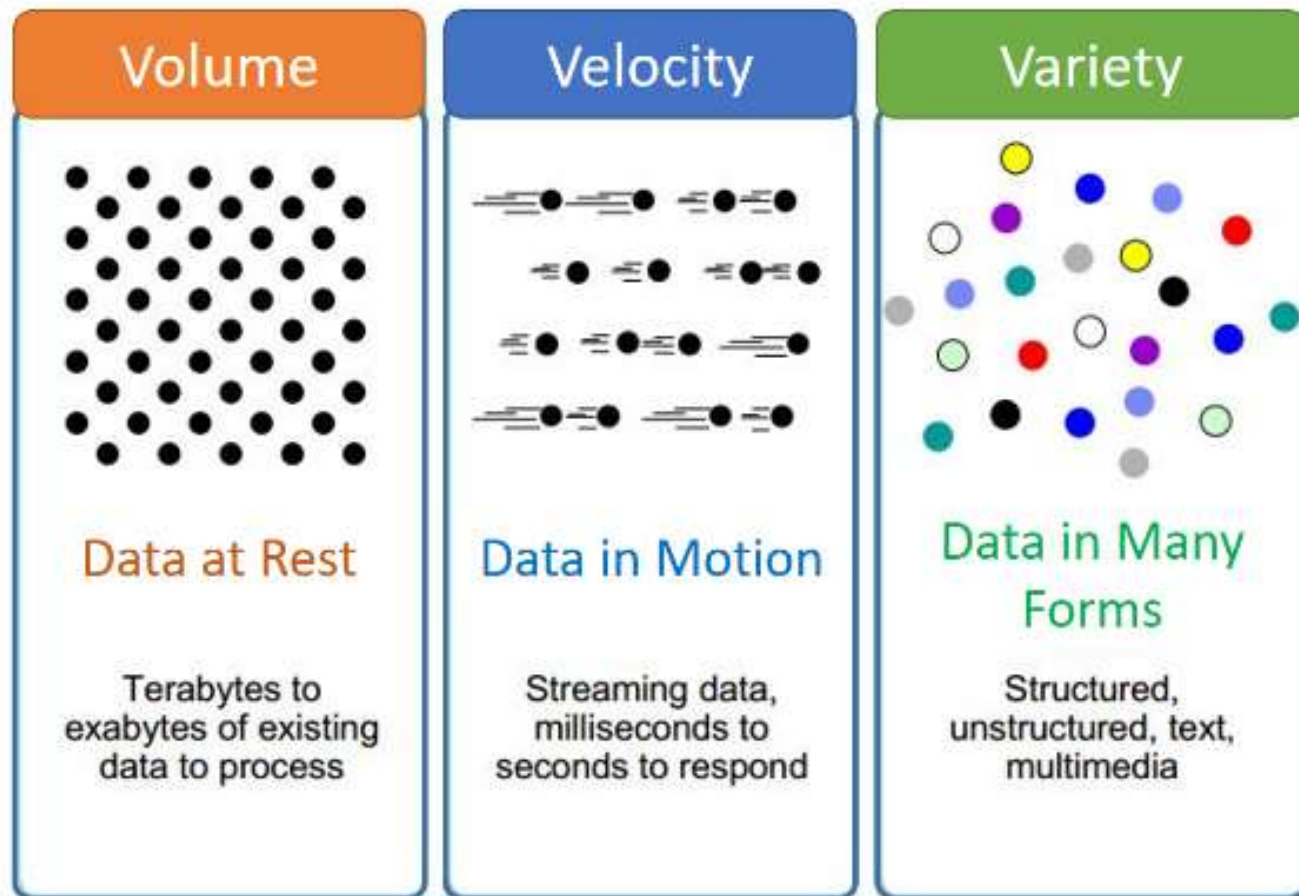 Volume
Data at Rest
Terabytes to
exabytes of existing
data to process
Velocity
Data in Motion
Streaming data,
milliseconds to
seconds to respond
Variety
Data in Many
Forms
Structured,
unstructured, text,
multimedia